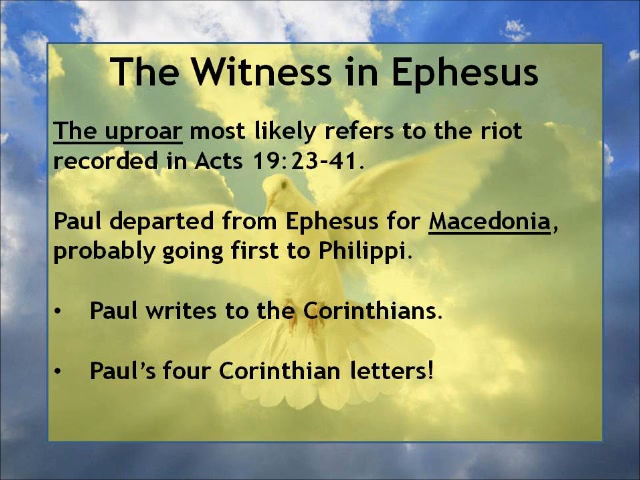 The Witness in Ephesus
The uproar most likely refers to the riot
recorded in Acts 19:23-41.
Paul departed from Ephesus for Macedonia,
probably going first to Philippi.
• Paul writes to the Corinthians.
• Paul's four Corinthian letters!